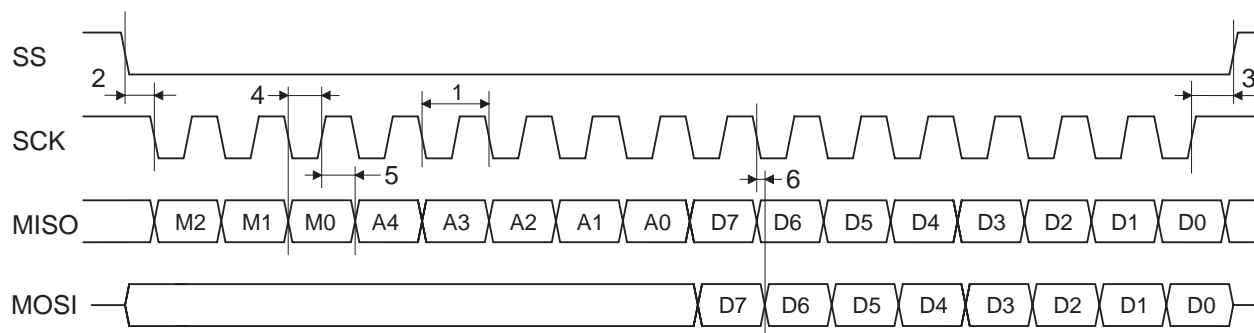 SS
2
3
4
1
SCK
5
6
MISO M2 M1 M0 A4 A3 A2 A1 A0 D7 D6 D5 D4 D3 D2 D1 D0
MOSI D7 D6 D5 D4 D3 D2 D1 D0